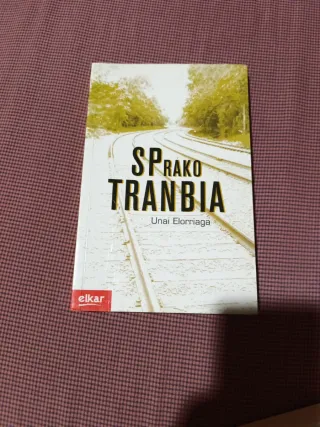 SPRAKO
TRANBIA
Unai Elorriaga
elkar